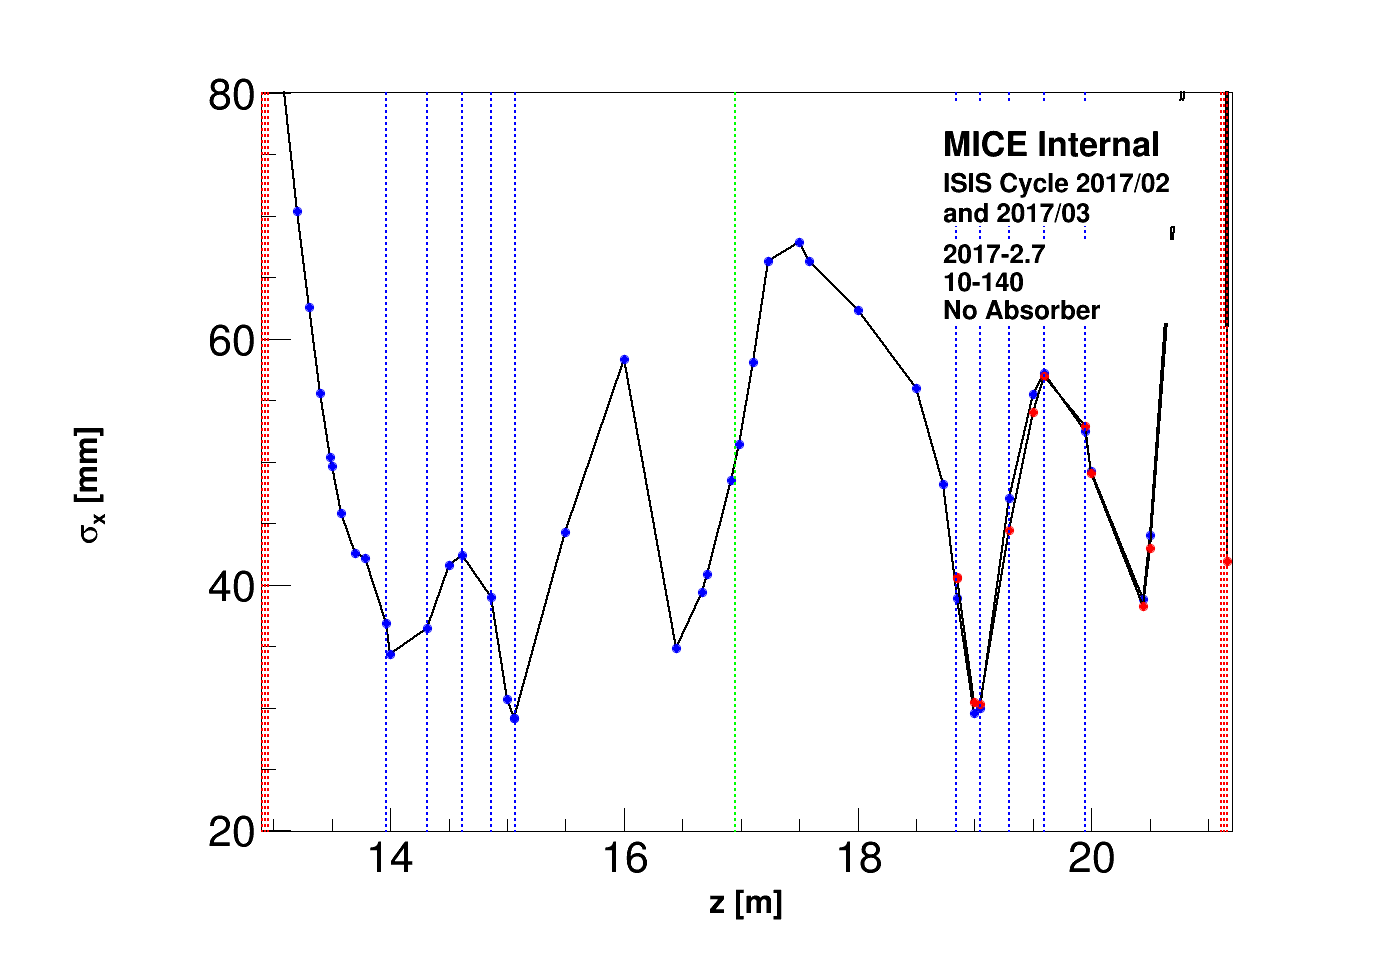 80
60
40
20
14
16
18
20
z [m]
σx [mm]
MICE Internal
ISIS Cycle 2017/02
and 2017/03
2017-2.7
10-140
No Absorber